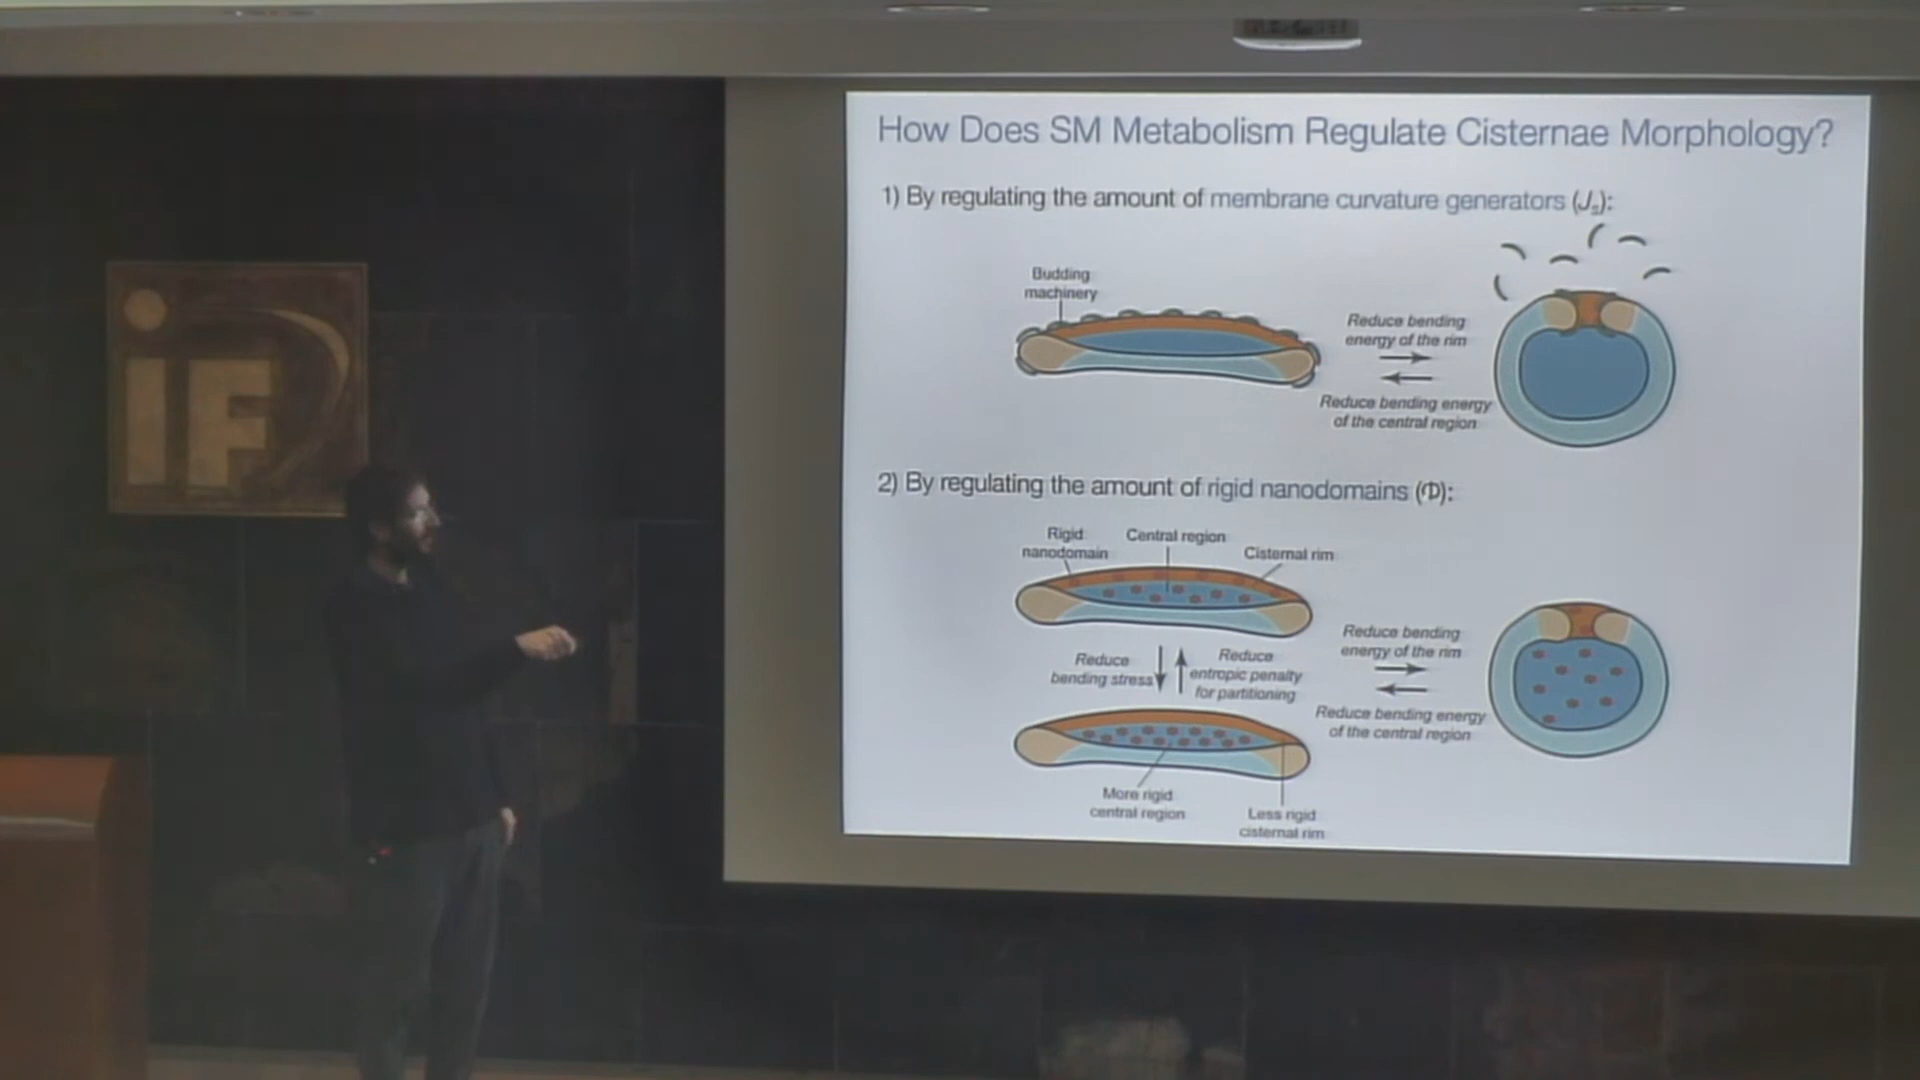 How Does SM Metabolism Regulate Cisternae Morphology?
1) By regulating the amount of membrane curvature generators (Js):
Budding
machinery
Reduce bending
energy of the rim
Reduce bending energy
of the central region
2) By regulating the amount of rigid nanodomains (Φ):
Rigid
nanodomain
Central region
Cisternal rim
Reduce
bending stress
Reduce
entropic penalty
for partitioning
Reduce bending
energy of the rim
Reduce bending energy
of the central region
More rigid
central region
Less rigid
cisternal rim
iF